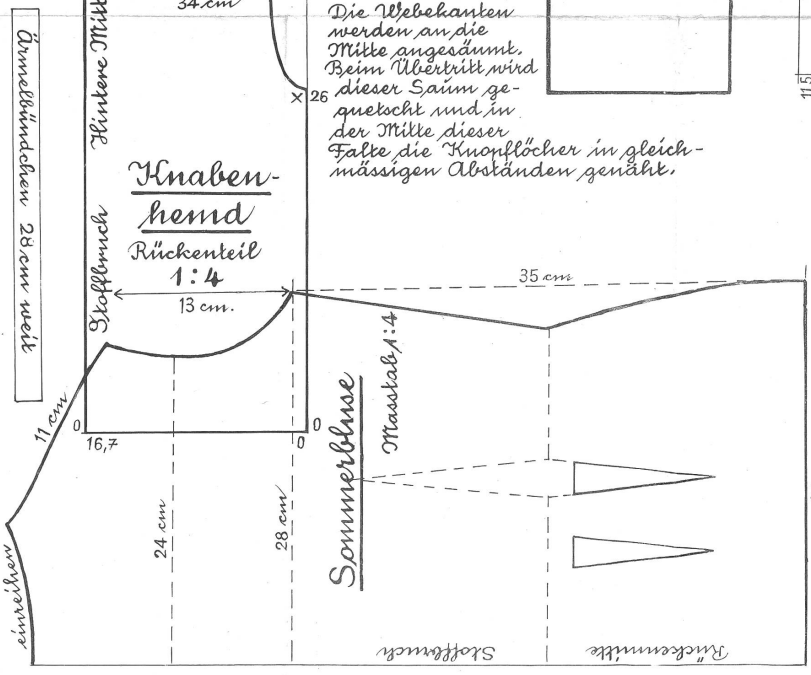 34 cm
Die Webekanten
werden an die
Mitte angesäumt.
Beim Übertritt wird
dieser Saum ge-
quetscht und in
der Mitte dieser
Falte die Knopflöcher in gleich-
mässigen Abständen genäht.
115
Ärmelbündchen 28 cm weit
Hintere Mitt
Stoffbruch
× 26
Knaben-
hemd
Rückenteil
1:4
13 cm.
35 cm
11 cm
0
16,7
0
0
24 cm
28 cm
Sommerbluse
Masstab 1:4
einreihen
Stoffbruch
Rückenmitte